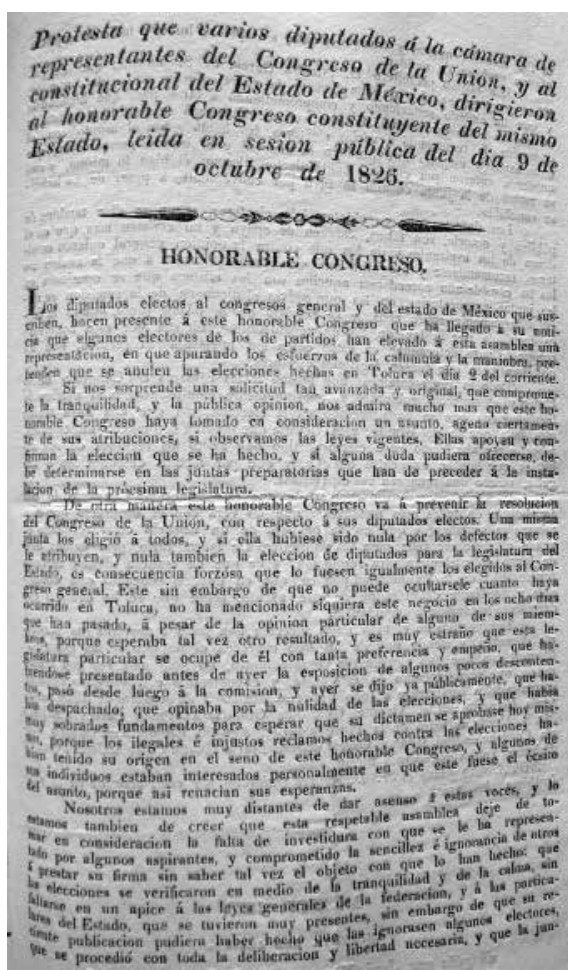 Protesta que varios diputados á la cámara de
representantes del Congreso de la Union, y al
constitucional del Estado de México, dirigieron
al honorable Congreso constituyente del mismo
Estado, leida en sesion pública del dia 9 de
octubre de 1826.
HONORABLE CONGRESO.
Los diputados electos al congresos general y del estado de México que sus-
criben, hacen presente á este honorable Congreso que ha llegado á su noti-
cia que algunos electores de los de partidos, han elevado á esta asamblea una
representacion, en que apurando los esfuerzos de la calumnia y la maniobra, pre-
tenden que se anulen las elecciones hechas en Toluca el dia 2 del corriente.
Si nos sorprende una solicitud tan avanzada y original, que comprome-
te la tranquilidad, y la pública opinion, nos admira mucho mas que este ho-
norable Congreso haya tomado en consideracion un asunto, ageno ciertamen-
te de sus atribuciones, si observamos las leyes vigentes. Ellas apoyan y con-
firman la eleccion que se ha hecho, y si alguna duda pudiera ofrecerse, de-
be determinarse en las juntas preparatorias que han de preceder á la insta-
lacion de la procsima legislatura.
De otra manera este honorable Congreso va á prevenir la resolucion
del Congreso de la Union, con respecto á sus diputados electos. Una misma
junta los eligió á todos, y si ella hubiese sido nula por los defectos que se
le atribuyen, y nula tambien la eleccion de diputados para la legislatura del
Estado, es consecuencia forzosa que lo fuesen igualmente los elegidos al Con-
greso general. Este sin embargo de que no puede ocultarsele cuanto haya
ocurrido en Toluca, no ha mencionado siquiera este negocio en los ocho dias
que han pasado, á pesar de la opinion particular de alguno de sus miem-
bros, porque esperaba tal vez otro resultado, y es muy estraño que esta le-
gislatura particular se ocupe de él con tanta preferencia y empeño, que ha-
biendose presentado antes de ayer la esposicion de algunos pocos desconten-
tos, pasó desde luego á la comision, y ayer se dijo ya públicamente, que ha-
bia despachado; que opinaba por la nulidad de las elecciones, y que habia
muy sobrados fundamentos para esperar que su dictamen se aprobase hoy mis-
mo, porque los ilegales é injustos reclamos hechos contra las elecciones ha-
bian tenido su origen en el seno de este honorable Congreso, y algunos de
sus individuos estaban interesados personalmente en que este fuese el écsito
del asunto, porque asi renacian sus esperanzas.
Nosotros estamos muy distantes de dar asenso á estas voces, y lo
estamos tambien de creer que esta respetable asamblea deje de to-
mar en consideracion la falta de investidura con que se le ha represen-
tado por algunos aspirantes, y comprometido la sencillez é ignorancia de otros
á prestar su firma sin saber tal vez el objeto con que lo han hecho: que
las elecciones se verificaron en medio de la tranquilidad y de la calma, sin
faltarse en un apice á las leyes generales de la federacion, y á las particu-
lares del Estado, que se tuvieron muy presentes, sin embargo de que su re-
ciente publicacion pudiera haber hecho que las ignorasen algunos electores,
que se procedió con toda la deliberacion y libertad necesaria, y que la jun-